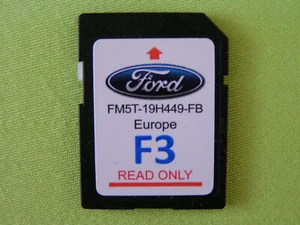 Ford
FM5T-19H449-FB
Europe
F3
READ ONLY